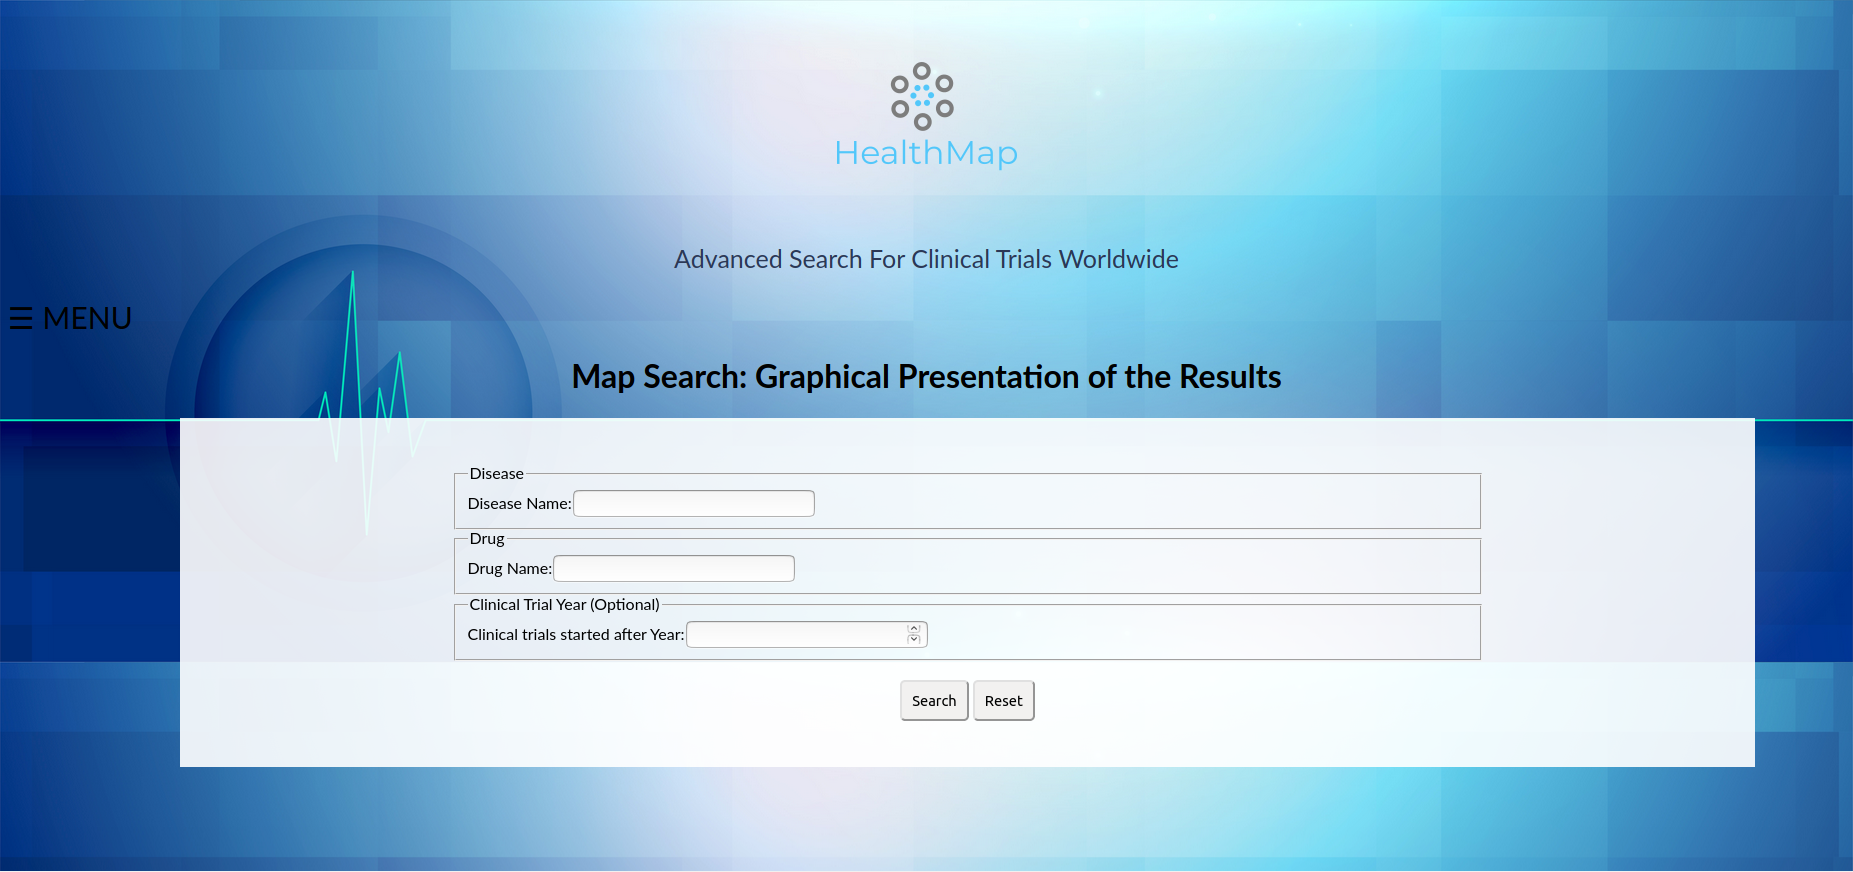 HealthMap
Advanced Search For Clinical Trials Worldwide
☰ MENU
Map Search: Graphical Presentation of the Results
Disease
Disease Name:
Drug
Drug Name:
Clinical Trial Year (Optional)
Clinical trials started after Year:
Search Reset